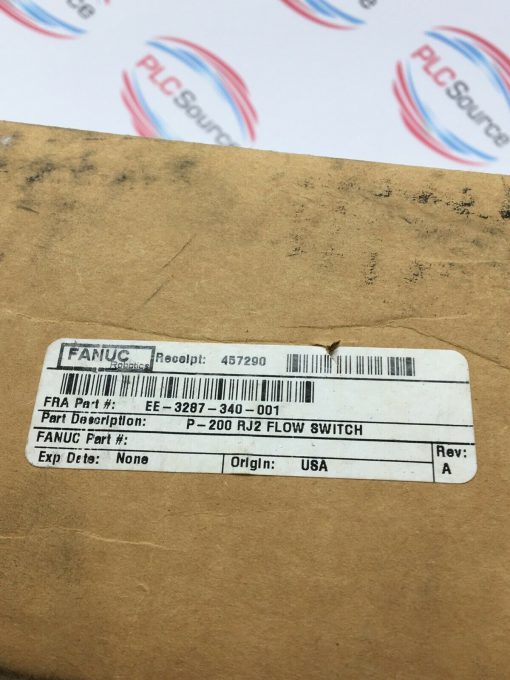 PLC Source
PLC Source
FANUC
Robotics
Receipt: 457290
FRA Part #: EE-3287-340-001
Part Description: P-200 RJ2 FLOW SWITCH
FANUC Part #:
Exp Date: None
Origin: USA
Rev:
A